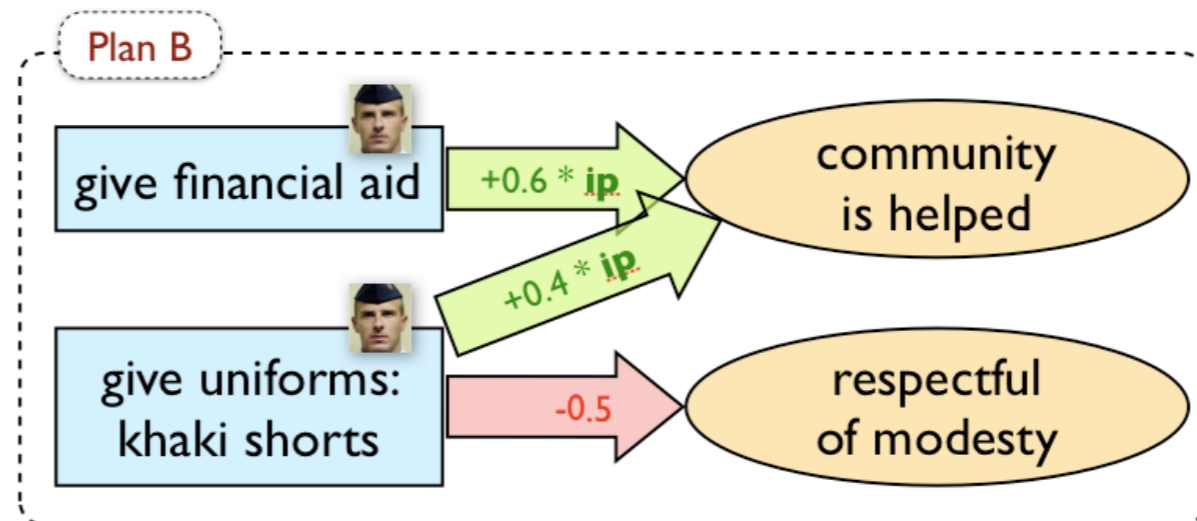 Plan B
give financial aid
+0.6 * ip
community
is helped
+0.4 * ip
give uniforms:
khaki shorts
-0.5
respectful
of modesty